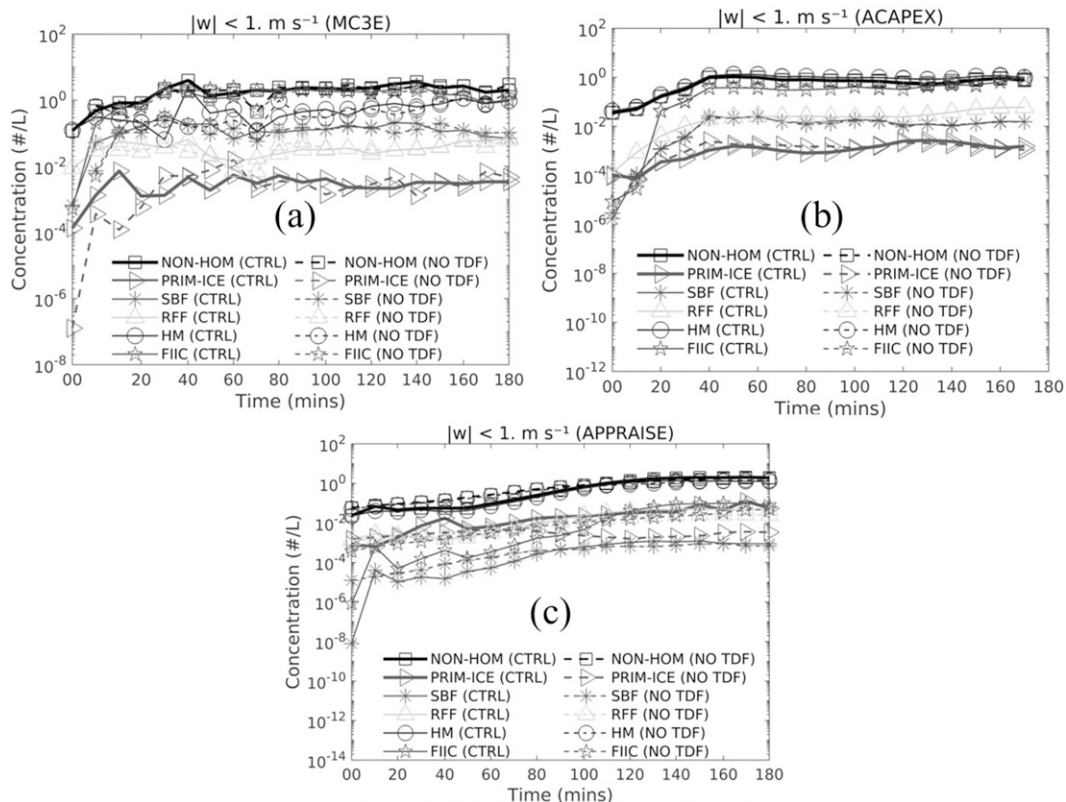 |w| < 1. m s⁻¹ (MC3E)
Concentration (#/L)
10²
10⁰
10⁻²
10⁻⁴
10⁻⁶
10⁻⁸
(a)
NON-HOM (CTRL) NON-HOM (NO TDF)
PRIM-ICE (CTRL) PRIM-ICE (NO TDF)
SBF (CTRL) SBF (NO TDF)
RFF (CTRL) RFF (NO TDF)
HM (CTRL) HM (NO TDF)
FIIC (CTRL) FIIC (NO TDF)
00 20 40 60 80 100 120 140 160 180
Time (mins)
|w| < 1. m s⁻¹ (ACAPEX)
Concentration (#/L)
10²
10⁰
10⁻²
10⁻⁴
10⁻⁶
10⁻⁸
10⁻¹⁰
10⁻¹²
(b)
NON-HOM (CTRL) NON-HOM (NO TDF)
PRIM-ICE (CTRL) PRIM-ICE (NO TDF)
SBF (CTRL) SBF (NO TDF)
RFF (CTRL) RFF (NO TDF)
HM (CTRL) HM (NO TDF)
FIIC (CTRL) FIIC (NO TDF)
00 20 40 60 80 100 120 140 160 180
Time (mins)
|w| < 1. m s⁻¹ (APPRAISE)
Concentration (#/L)
10²
10⁰
10⁻²
10⁻⁴
10⁻⁶
10⁻⁸
10⁻¹⁰
10⁻¹²
10⁻¹⁴
(c)
NON-HOM (CTRL) NON-HOM (NO TDF)
PRIM-ICE (CTRL) PRIM-ICE (NO TDF)
SBF (CTRL) SBF (NO TDF)
RFF (CTRL) RFF (NO TDF)
HM (CTRL) HM (NO TDF)
FIIC (CTRL) FIIC (NO TDF)
00 20 40 60 80 100 120 140 160 180
Time (mins)